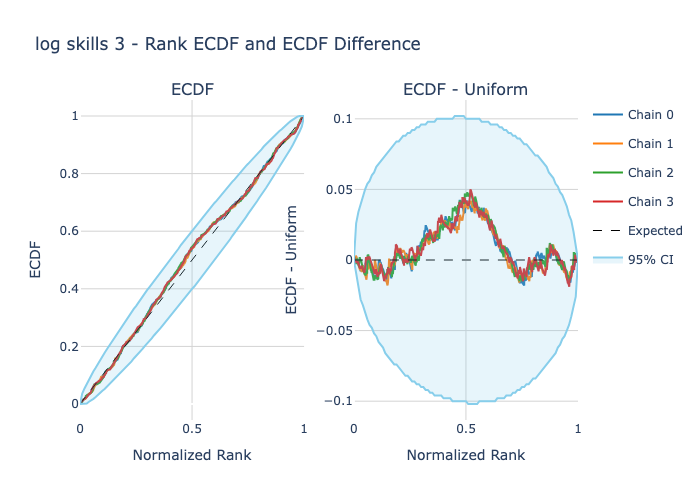 log skills 3 - Rank ECDF and ECDF Difference
ECDF
ECDF
1
0.8
0.6
0.4
0.2
0
0
0.5
1
Normalized Rank
ECDF - Uniform
ECDF - Uniform
0.1
0.05
0
−0.05
−0.1
0
0.5
1
Normalized Rank
Chain 0
Chain 1
Chain 2
Chain 3
Expected
95% CI